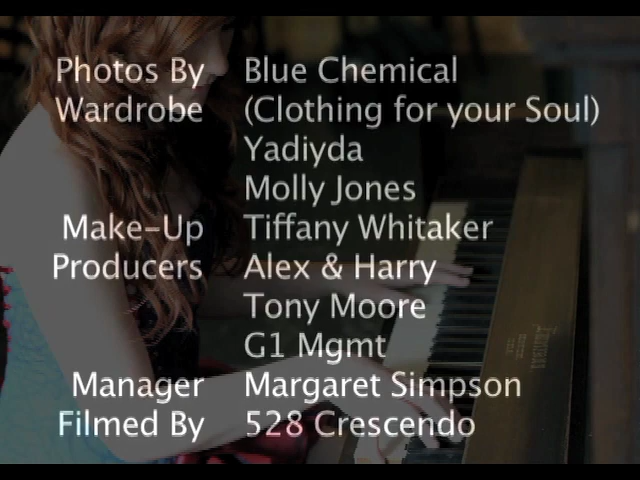 Photos By Blue Chemical
Wardrobe (Clothing for your Soul)
Yadiyda
Molly Jones
Make-Up Tiffany Whitaker
Producers Alex & Harry
Tony Moore
G1 Mgmt
Manager Margaret Simpson
Filmed By 528 Crescendo